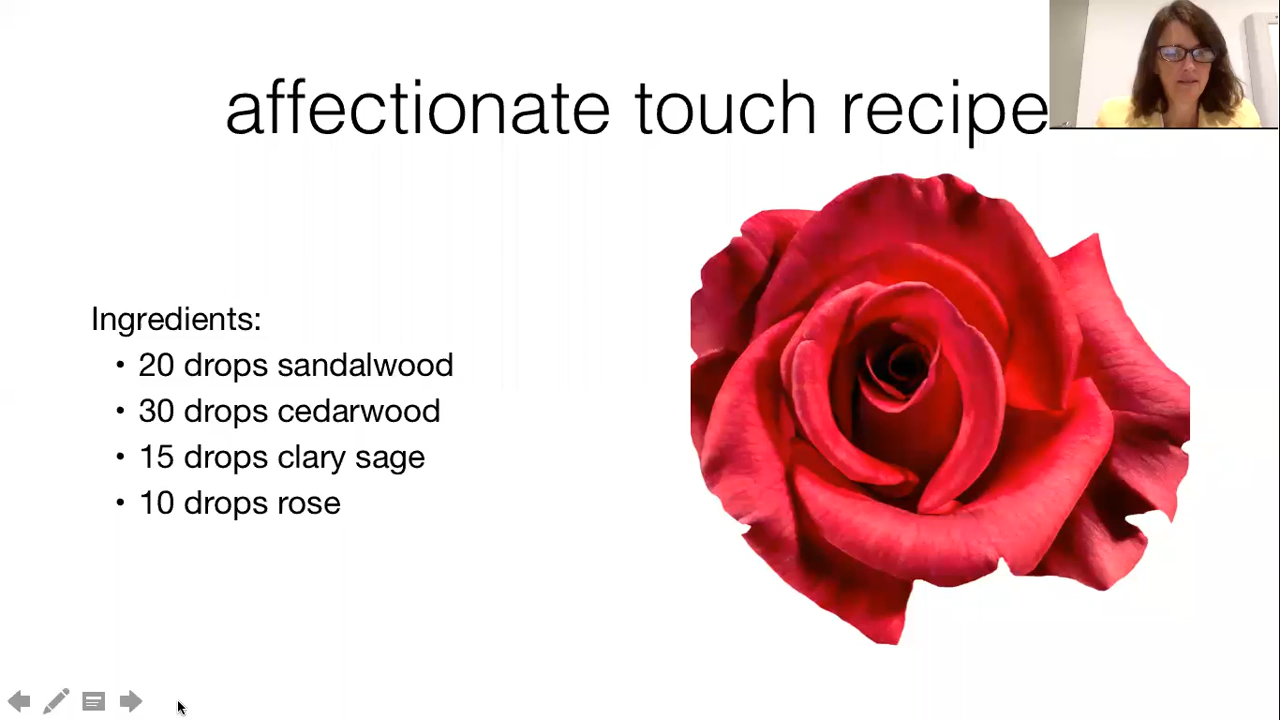 affectionate touch recipe
Ingredients:
• 20 drops sandalwood
• 30 drops cedarwood
• 15 drops clary sage
• 10 drops rose